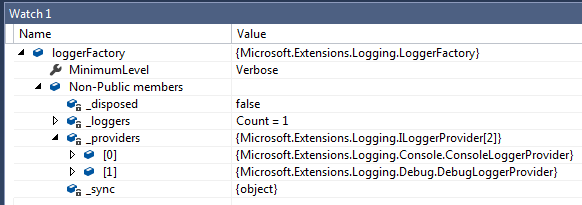 Watch 1
Name Value
loggerFactory {Microsoft.Extensions.Logging.LoggerFactory}
MinimumLevel Verbose
Non-Public members
_disposed false
_loggers Count = 1
_providers {Microsoft.Extensions.Logging.ILoggerProvider[2]}
[0] {Microsoft.Extensions.Logging.Console.ConsoleLoggerProvider}
[1] {Microsoft.Extensions.Logging.Debug.DebugLoggerProvider}
_sync {object}